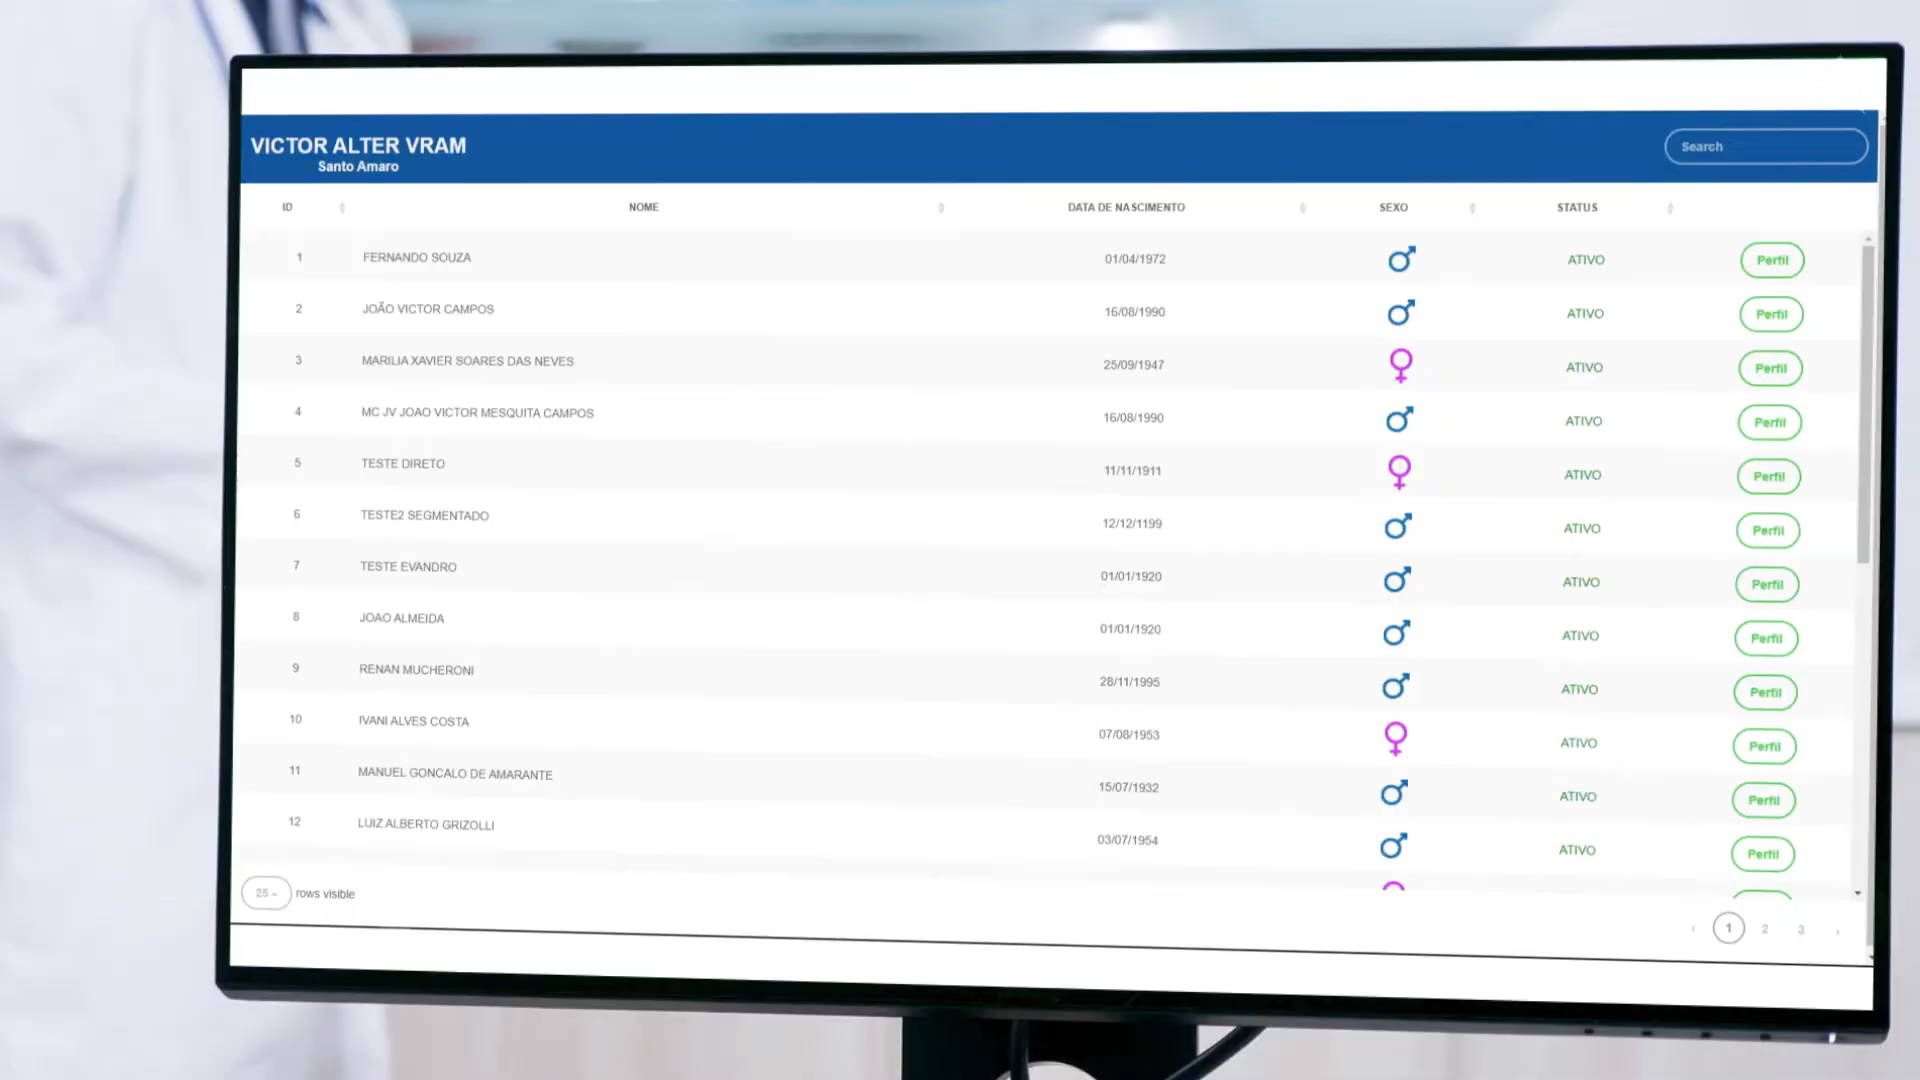 VICTOR ALTER VRAM
Santo Amaro
Search
ID NOME DATA DE NASCIMENTO SEXO STATUS
1 FERNANDO SOUZA 01/04/1972 ATIVO Perfil
2 JOÃO VICTOR CAMPOS 16/08/1990 ATIVO Perfil
3 MARILIA XAVIER SOARES DAS NEVES 25/09/1947 ATIVO Perfil
4 MC JV JOAO VICTOR MESQUITA CAMPOS 16/08/1990 ATIVO Perfil
5 TESTE DIRETO 11/11/1911 ATIVO Perfil
6 TESTE2 SEGMENTADO 12/12/1199 ATIVO Perfil
7 TESTE EVANDRO 01/01/1920 ATIVO Perfil
8 JOAO ALMEIDA 01/01/1920 ATIVO Perfil
9 RENAN MUCHERONI 28/11/1995 ATIVO Perfil
10 IVANI ALVES COSTA 07/08/1953 ATIVO Perfil
11 MANUEL GONCALO DE AMARANTE 15/07/1932 ATIVO Perfil
12 LUIZ ALBERTO GRIZOLLI 03/07/1954 ATIVO Perfil
25 rows visible
‹ 1 2 3 ›